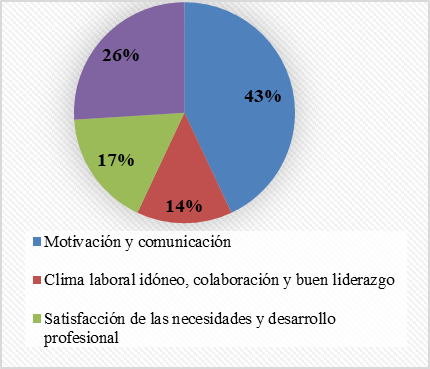 26%
43%
17%
14%
Motivación y comunicación
Clima laboral idóneo, colaboración y buen liderazgo
Satisfacción de las necesidades y desarrollo
profesional